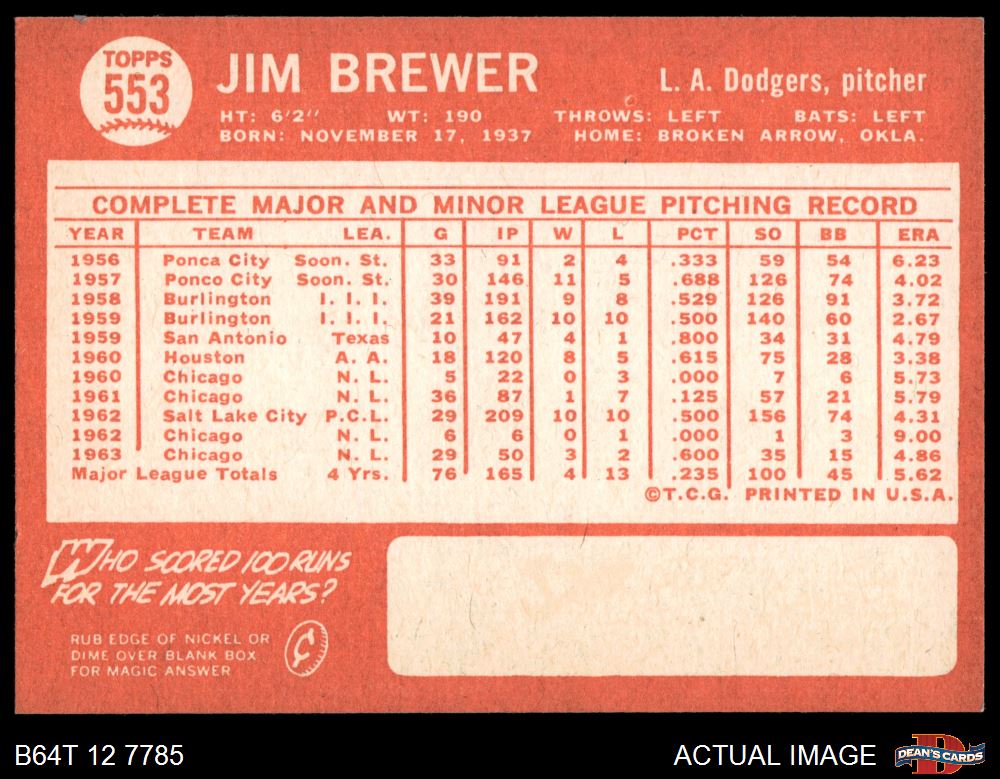 TOPPS
553
JIM BREWER
L. A. Dodgers, pitcher
HT: 6'2" WT: 190 THROWS: LEFT BATS: LEFT
BORN: NOVEMBER 17, 1937 HOME: BROKEN ARROW, OKLA.
COMPLETE MAJOR AND MINOR LEAGUE PITCHING RECORD
YEAR TEAM LEA. G IP W L PCT SO BB ERA
1956 Ponca City Soon. St. 33 91 2 4 .333 59 54 6.23
1957 Ponco City Soon. St. 30 146 11 5 .688 126 74 4.02
1958 Burlington I. I. I. 39 191 9 8 .529 126 91 3.72
1959 Burlington I. I. I. 21 162 10 10 .500 140 60 2.67
1959 San Antonio Texas 10 47 4 1 .800 34 31 4.79
1960 Houston A. A. 18 120 8 5 .615 75 28 3.38
1960 Chicago N. L. 5 22 0 3 .000 7 6 5.73
1961 Chicago N. L. 36 87 1 7 .125 57 21 5.79
1962 Salt Lake City P.C.L. 29 209 10 10 .500 156 74 4.31
1962 Chicago N. L. 6 6 0 1 .000 1 3 9.00
1963 Chicago N. L. 29 50 3 2 .600 35 15 4.86
Major League Totals 4 Yrs. 76 165 4 13 .235 100 45 5.62
©T.C.G. PRINTED IN U.S.A.
WHO SCORED 100 RUNS
FOR THE MOST YEARS?
RUB EDGE OF NICKEL OR
DIME OVER BLANK BOX
FOR MAGIC ANSWER
¢
B64T 12 7785
ACTUAL IMAGE
D
DEAN'S CARDS